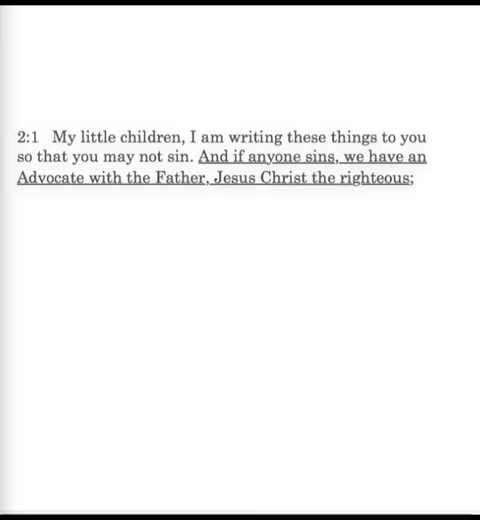 2:1 My little children, I am writing these things to you
so that you may not sin. And if anyone sins, we have an
Advocate with the Father, Jesus Christ the righteous;